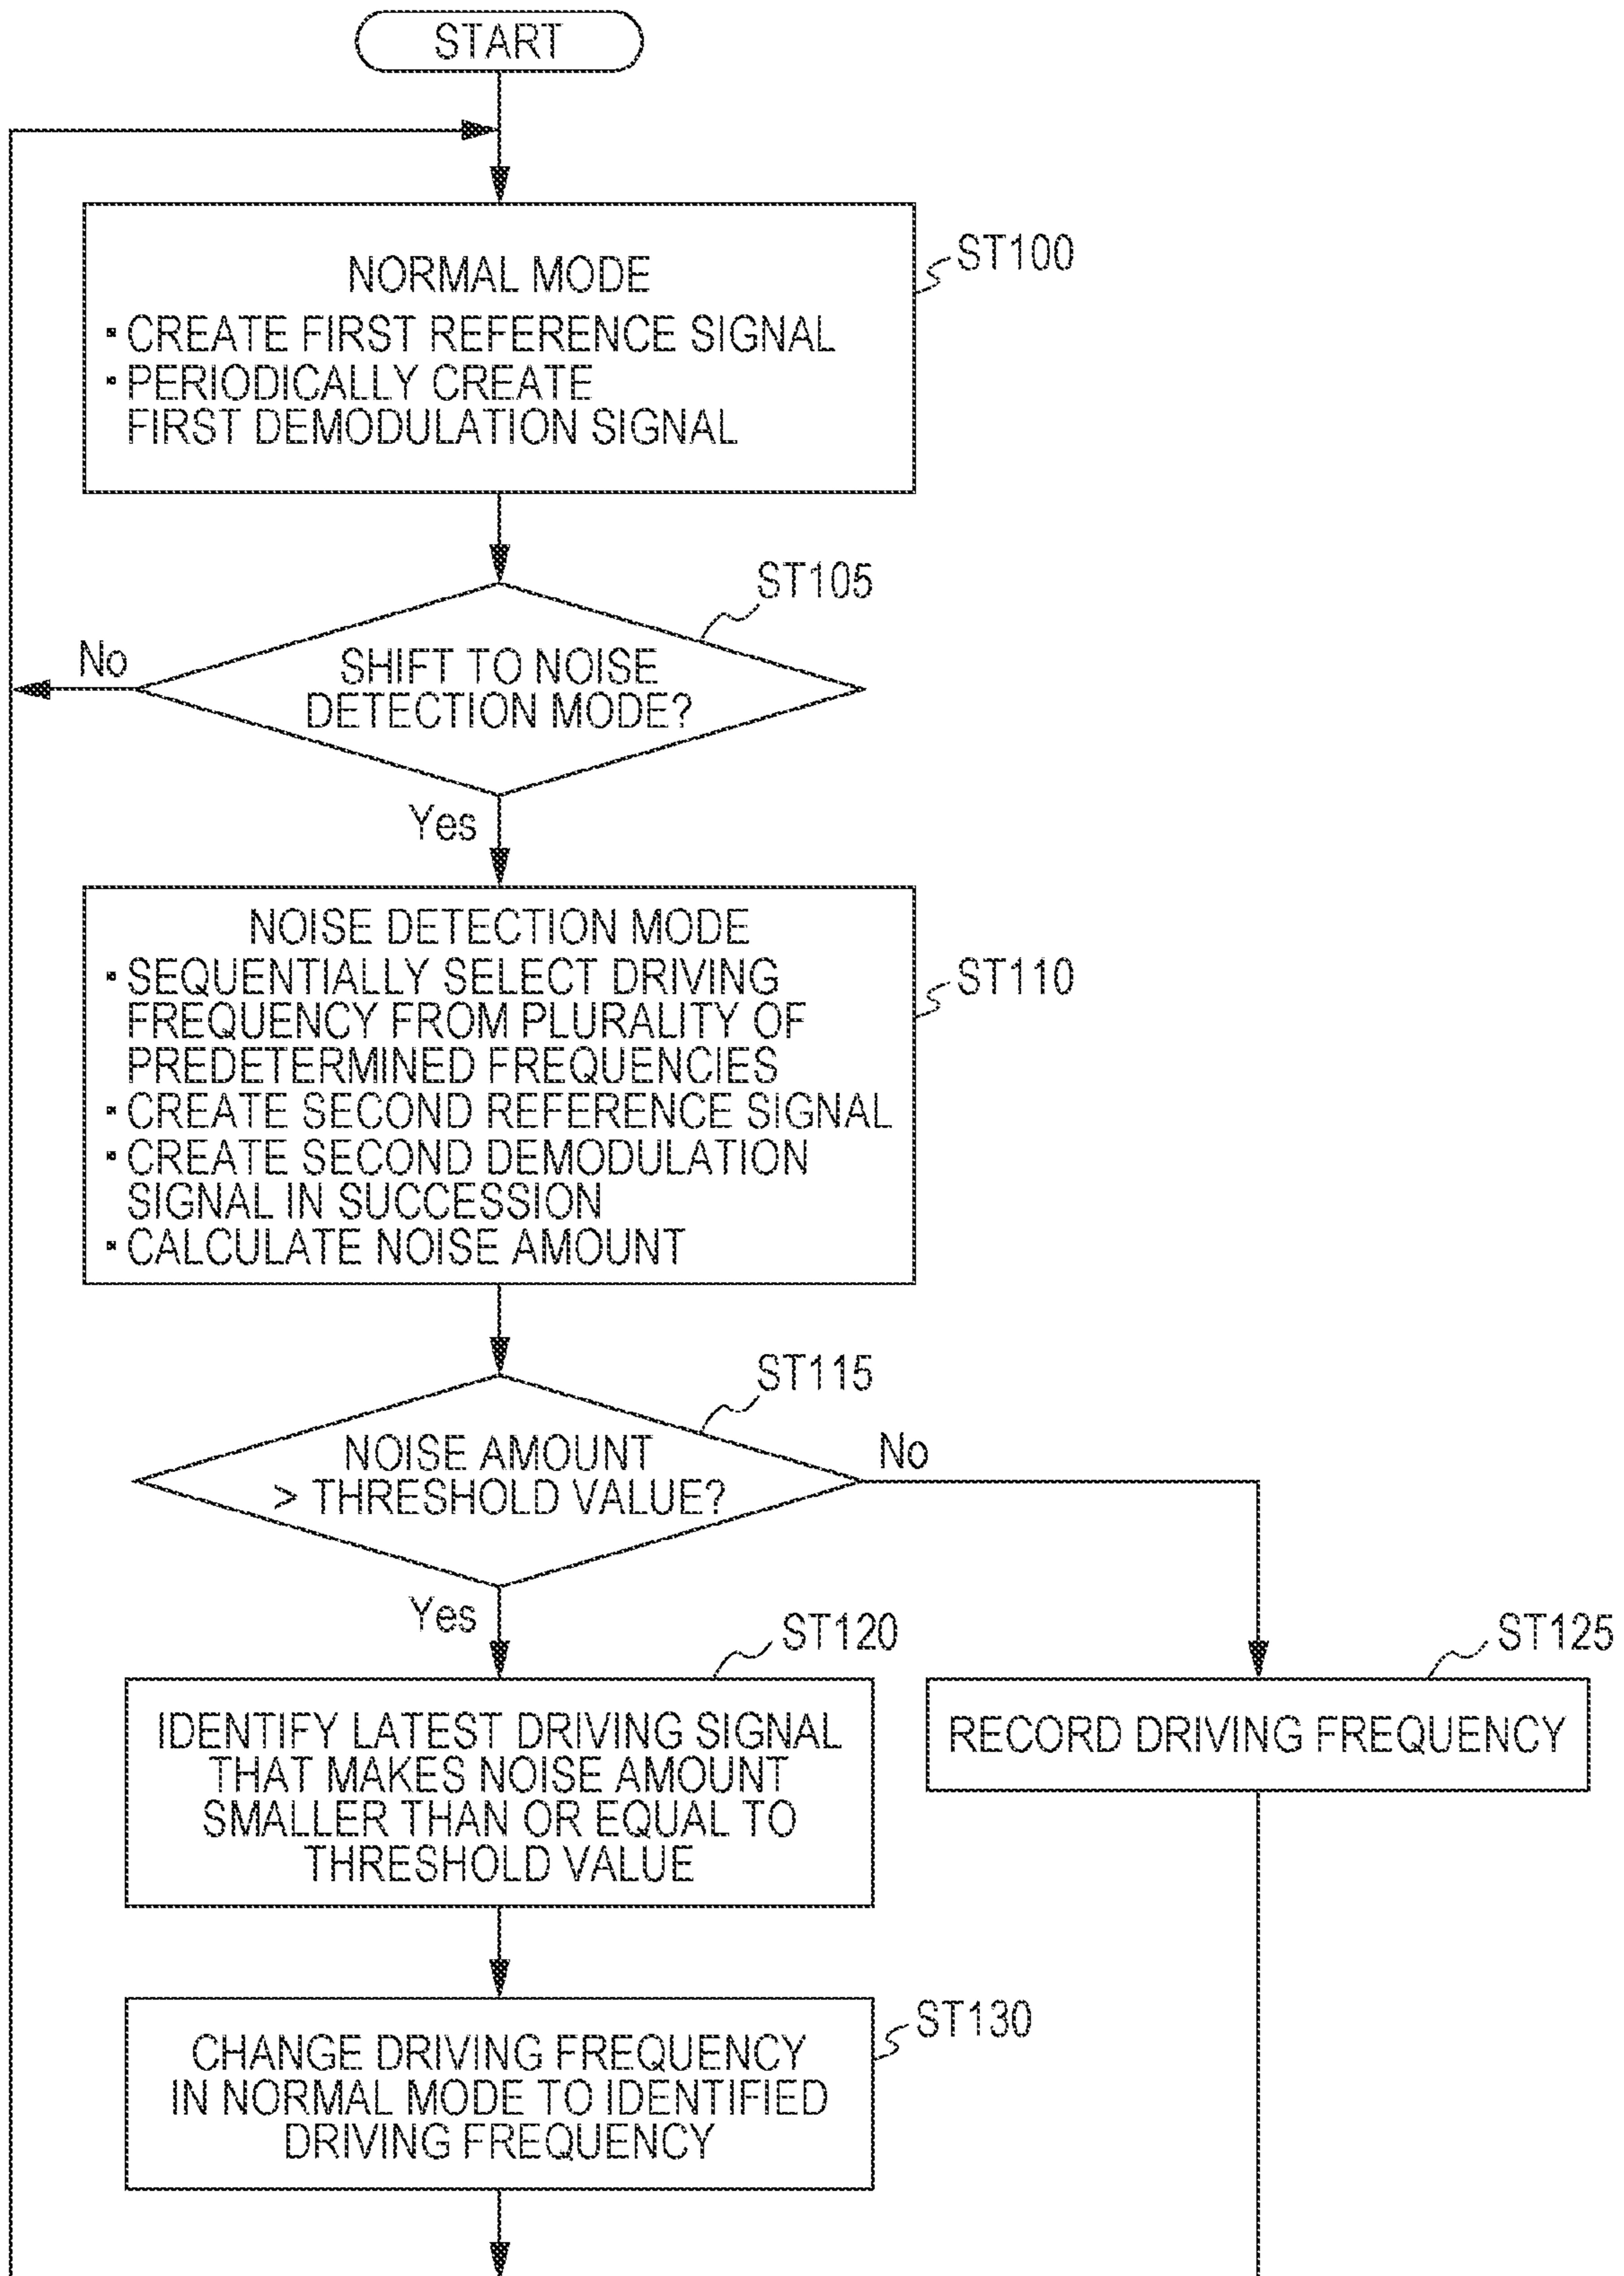 START
NORMAL MODE
▪ CREATE FIRST REFERENCE SIGNAL
▪ PERIODICALLY CREATE
FIRST DEMODULATION SIGNAL
ST100
SHIFT TO NOISE
DETECTION MODE?
ST105
No
Yes
NOISE DETECTION MODE
▪ SEQUENTIALLY SELECT DRIVING
FREQUENCY FROM PLURALITY OF
PREDETERMINED FREQUENCIES
▪ CREATE SECOND REFERENCE SIGNAL
▪ CREATE SECOND DEMODULATION
SIGNAL IN SUCCESSION
▪ CALCULATE NOISE AMOUNT
ST110
NOISE AMOUNT
> THRESHOLD VALUE?
ST115
No
Yes
ST120
IDENTIFY LATEST DRIVING SIGNAL
THAT MAKES NOISE AMOUNT
SMALLER THAN OR EQUAL TO
THRESHOLD VALUE
ST125
RECORD DRIVING FREQUENCY
CHANGE DRIVING FREQUENCY
IN NORMAL MODE TO IDENTIFIED
DRIVING FREQUENCY
ST130